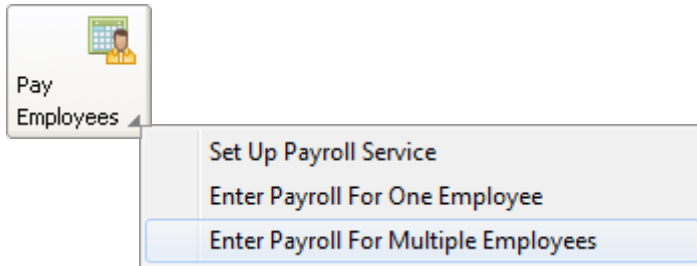 Pay
Employees
Set Up Payroll Service
Enter Payroll For One Employee
Enter Payroll For Multiple Employees